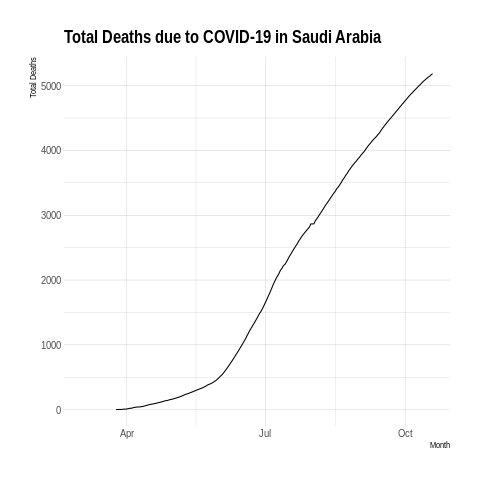 Total Deaths due to COVID-19 in Saudi Arabia
Total Deaths
5000
4000
3000
2000
1000
0
Apr
Jul
Oct
Month